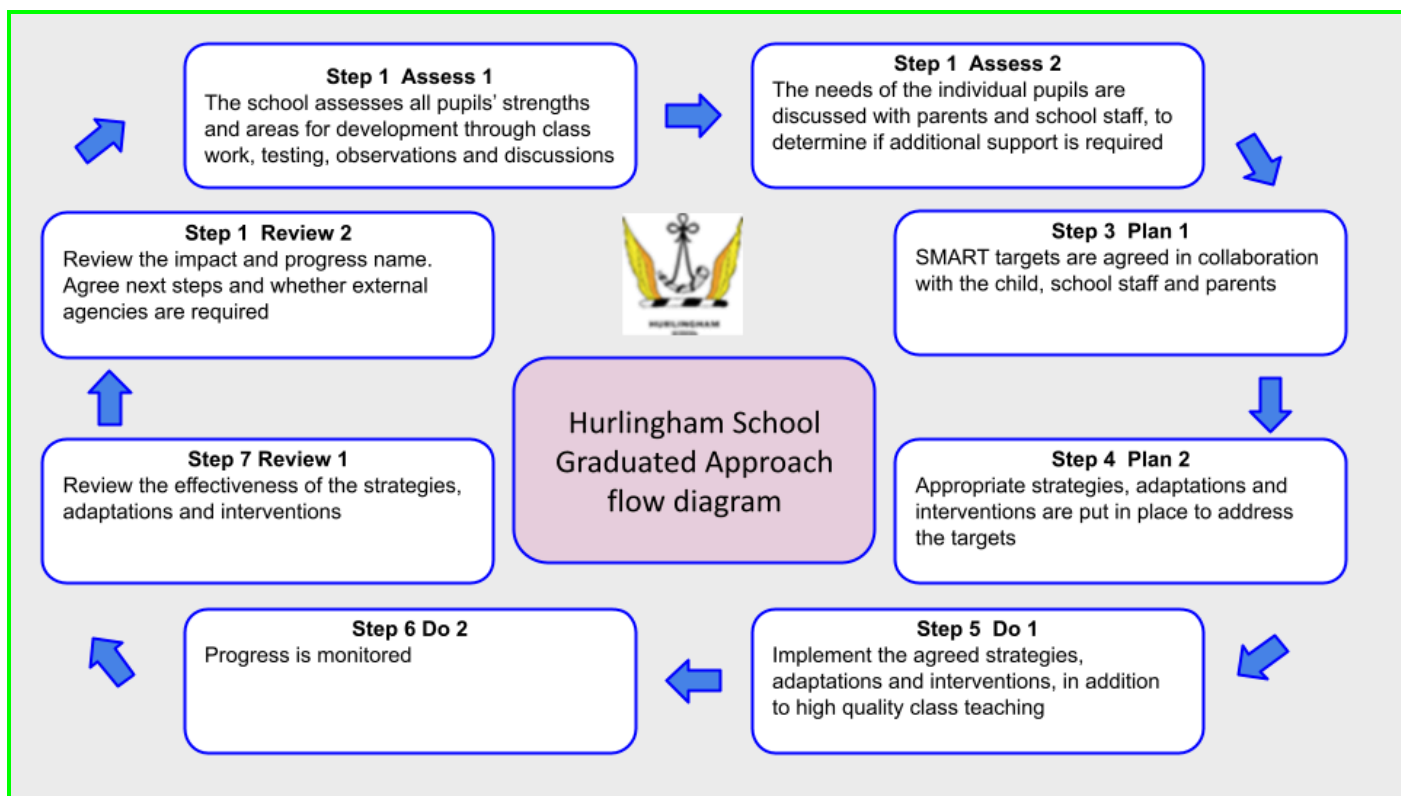 Step 1  Assess 1
The school assesses all pupils' strengths
and areas for development through class
work, testing, observations and discussions
Step 1  Assess 2
The needs of the individual pupils are
discussed with parents and school staff, to
determine if additional support is required
Step 3  Plan 1
SMART targets are agreed in collaboration
with the child, school staff and parents
Step 4  Plan 2
Appropriate strategies, adaptations and
interventions are put in place to address
the targets
Step 5  Do 1
Implement the agreed strategies,
adaptations and interventions, in addition
to high quality class teaching
Step 6 Do 2
Progress is monitored
Step 7 Review 1
Review the effectiveness of the strategies,
adaptations and interventions
Step 1  Review 2
Review the impact and progress name.
Agree next steps and whether external
agencies are required
HURLINGHAM
Hurlingham School
Graduated Approach
flow diagram